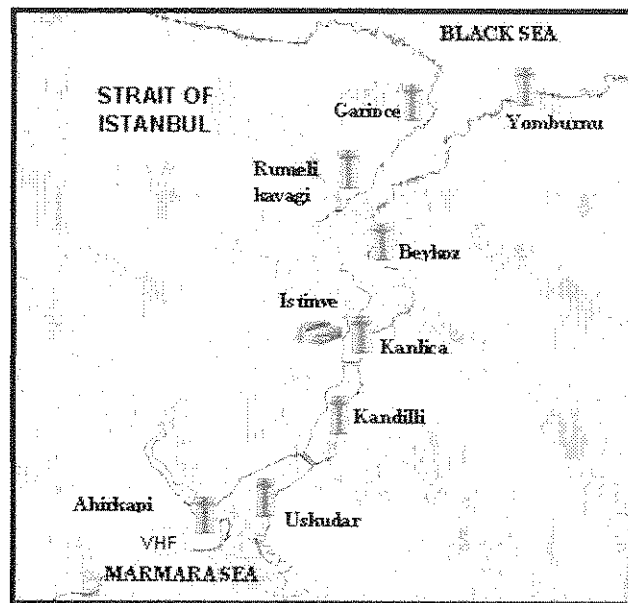 BLACK SEA
STRAIT OF
ISTANBUL
Garipce
Yomburnu
Rumeli
kavagi
Beykoz
Istinye
Kanlica
Kandilli
Ahirkapi
Uskudar
VHF
MARMARA SEA